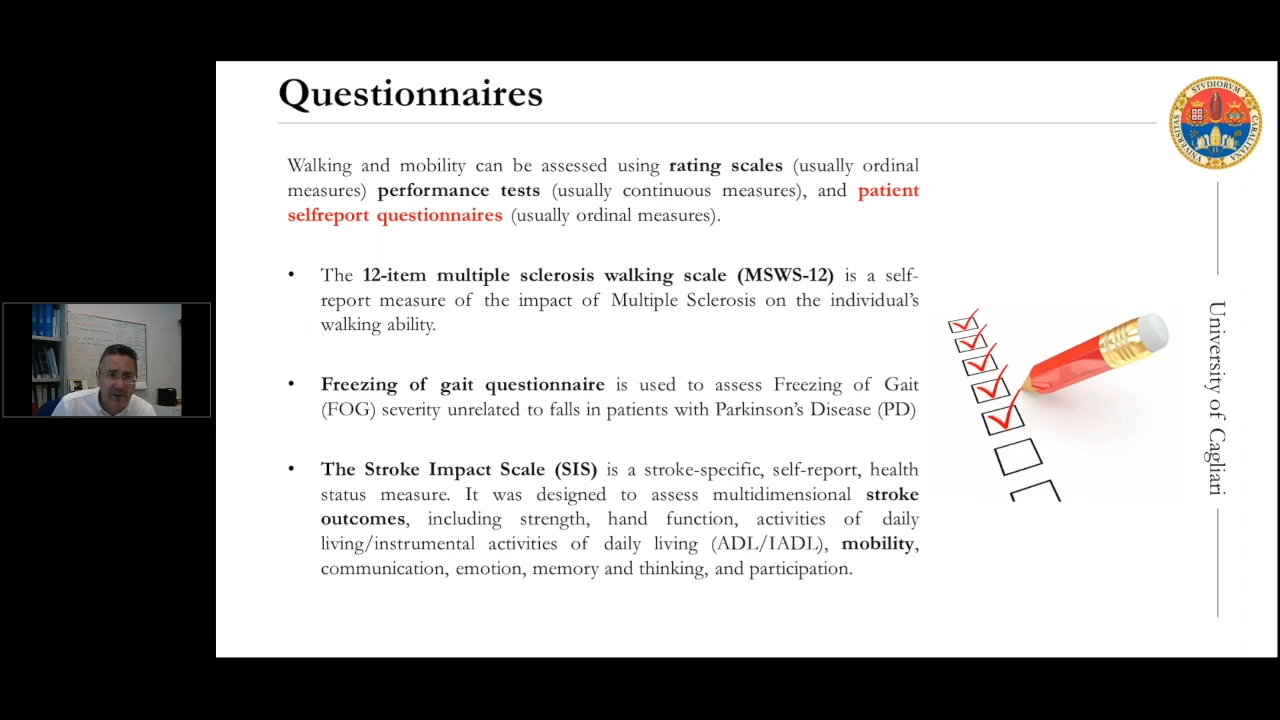 Questionnaires
Walking and mobility can be assessed using rating scales (usually ordinal
measures) performance tests (usually continuous measures), and patient
selfreport questionnaires (usually ordinal measures).
• The 12-item multiple sclerosis walking scale (MSWS-12) is a self-
report measure of the impact of Multiple Sclerosis on the individual's
walking ability.
• Freezing of gait questionnaire is used to assess Freezing of Gait
(FOG) severity unrelated to falls in patients with Parkinson's Disease (PD)
• The Stroke Impact Scale (SIS) is a stroke-specific, self-report, health
status measure. It was designed to assess multidimensional stroke
outcomes, including strength, hand function, activities of daily
living/instrumental activities of daily living (ADL/IADL), mobility,
communication, emotion, memory and thinking, and participation.
STVDIORVM
VNIVERSITAS
CARALITANA
University of Cagliari